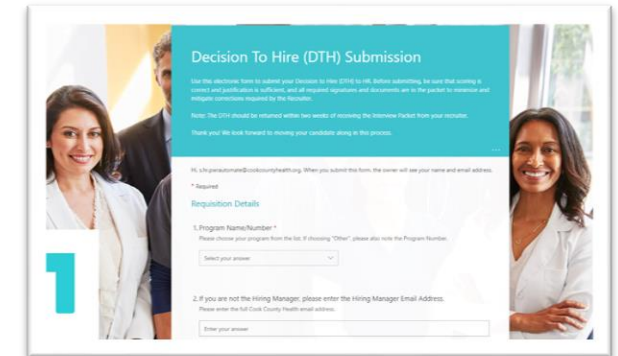 Decision To Hire (DTH) Submission
Use this electronic form to submit your Decision to Hire (DTH) to HR. Before submitting, be sure that scoring is
correct and justification is sufficient, and all required signatures and documents are in the packet to minimize and
mitigate corrections required by the Recruiter.
Note: The DTH should be returned within two weeks of receiving the Interview Packet from your recruiter.
Thank you! We look forward to moving your candidate along in this process.
...
When you submit this form, the owner will see your name and email address.
* Required
Requisition Details
1. Program Name/Number *
Please choose your program from the list. If choosing "Other", please also note the Program Number.
Select your answer
1
2. If you are not the Hiring Manager, please enter the Hiring Manager Email Address.
Please enter the full Cook County Health email address.
Enter your answer